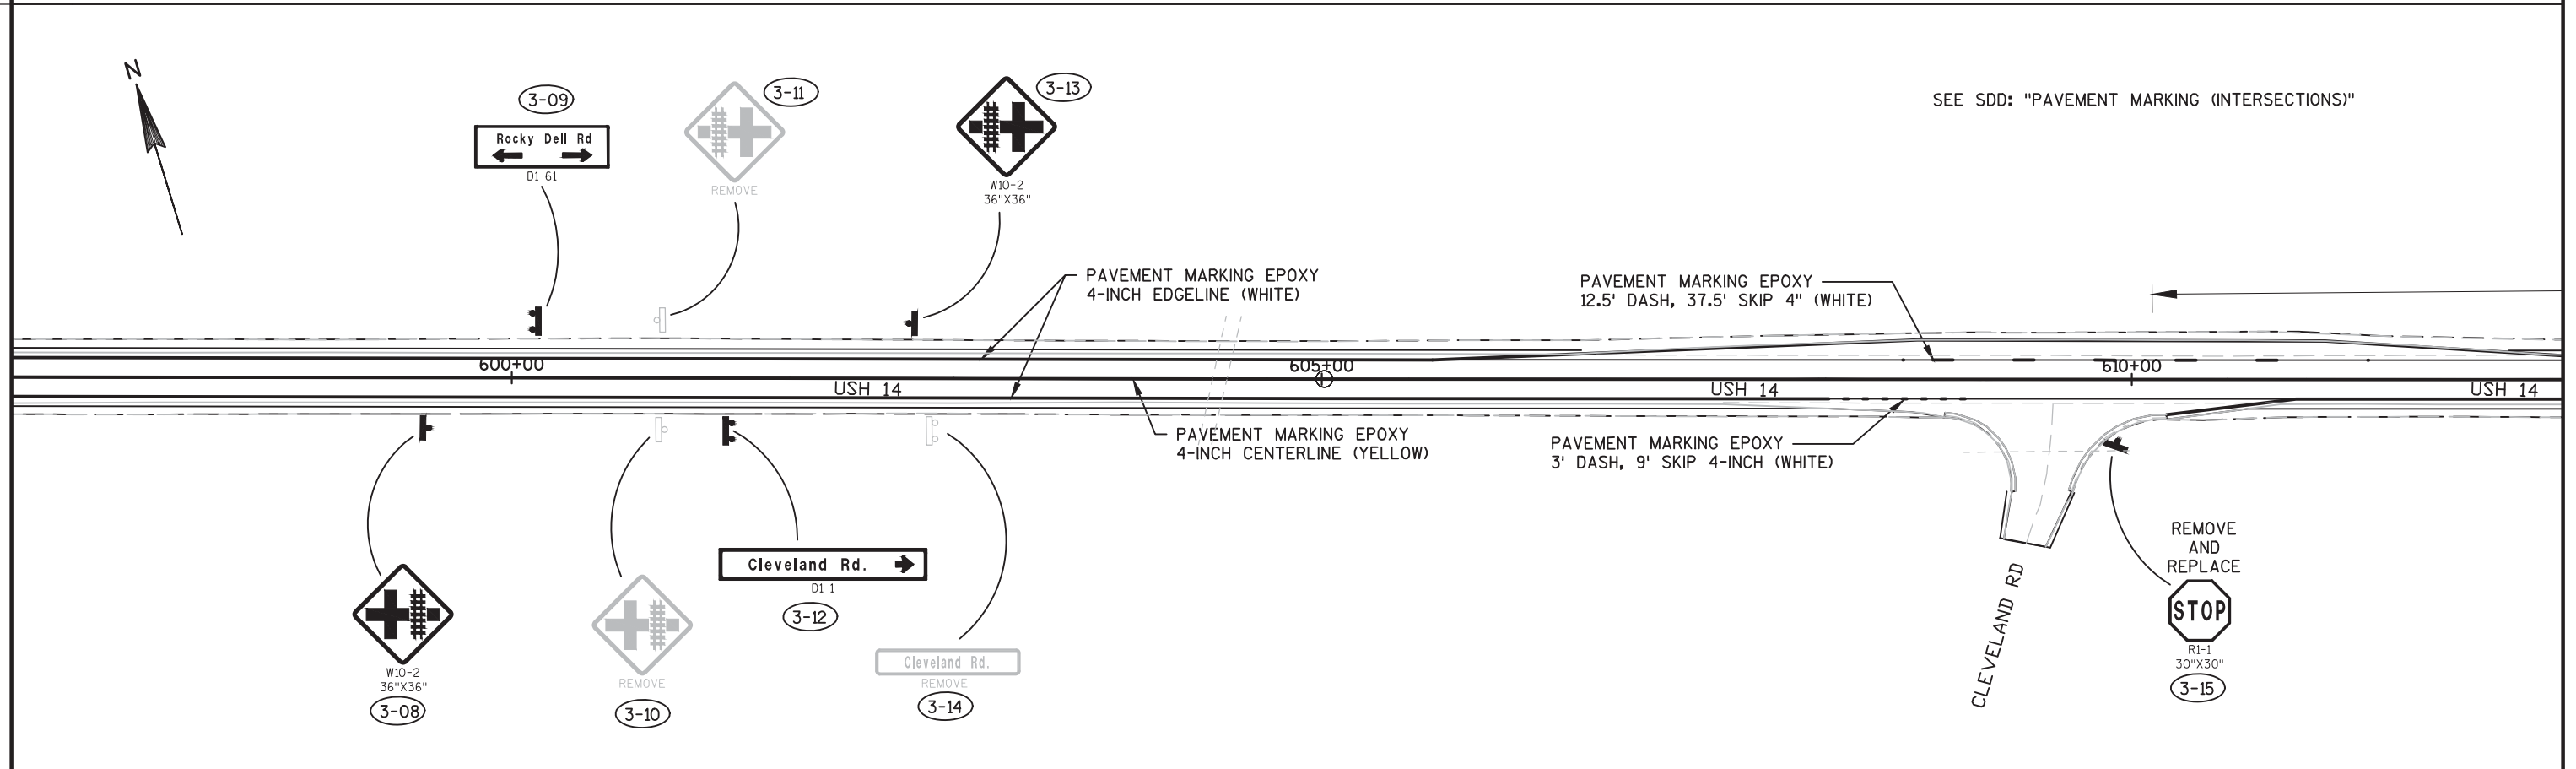 N
3-09
Rocky Dell Rd
D1-61
3-11
REMOVE
3-13
W10-2
36"X36"
SEE SDD: "PAVEMENT MARKING (INTERSECTIONS)"
PAVEMENT MARKING EPOXY
4-INCH EDGELINE (WHITE)
PAVEMENT MARKING EPOXY
12.5' DASH, 37.5' SKIP 4" (WHITE)
600+00
605+00
610+00
USH 14
USH 14
USH 14
PAVEMENT MARKING EPOXY
4-INCH CENTERLINE (YELLOW)
PAVEMENT MARKING EPOXY
3' DASH, 9' SKIP 4-INCH (WHITE)
W10-2
36"X36"
3-08
REMOVE
3-10
Cleveland Rd.
D1-1
3-12
Cleveland Rd.
REMOVE
3-14
CLEVELAND RD
REMOVE
AND
REPLACE
STOP
R1-1
30"X30"
3-15